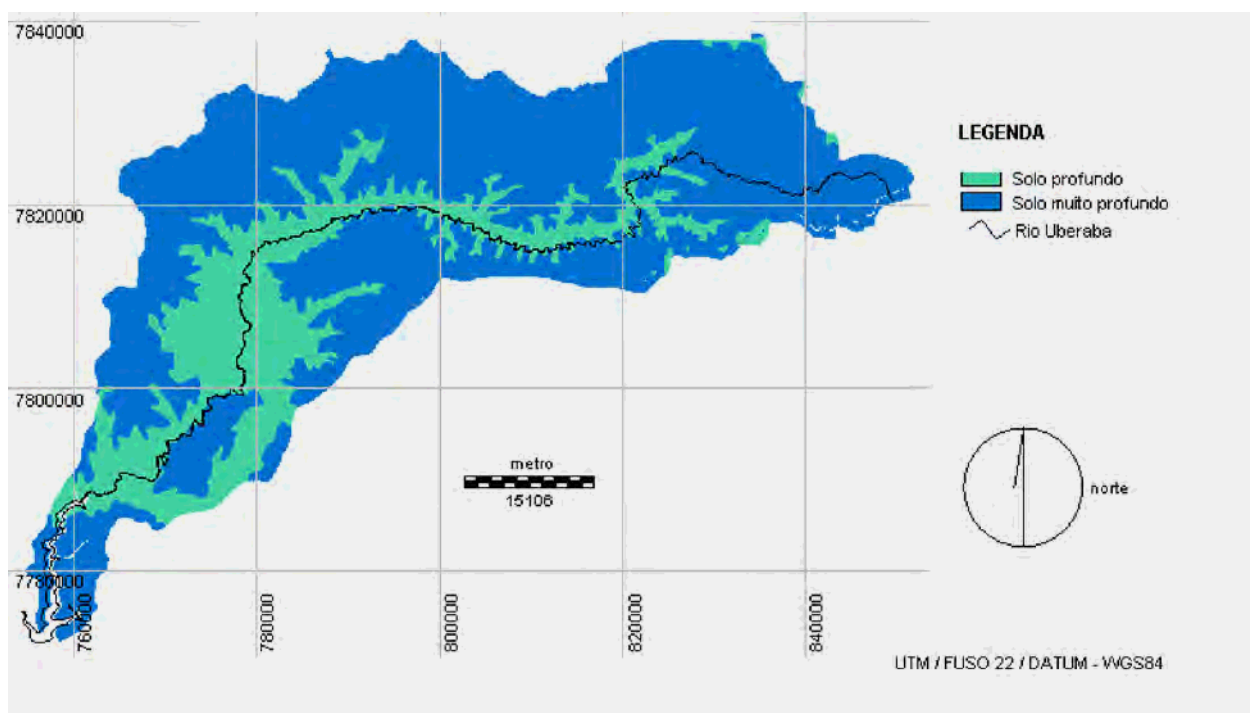 7840000
LEGENDA
Solo profundo
Solo muito profundo
Rio Uberaba
7820000
7800000
metro
15106
norte
7780000
760000
780000
800000
820000
840000
UTM / FUSO 22 / DATUM - WGS84